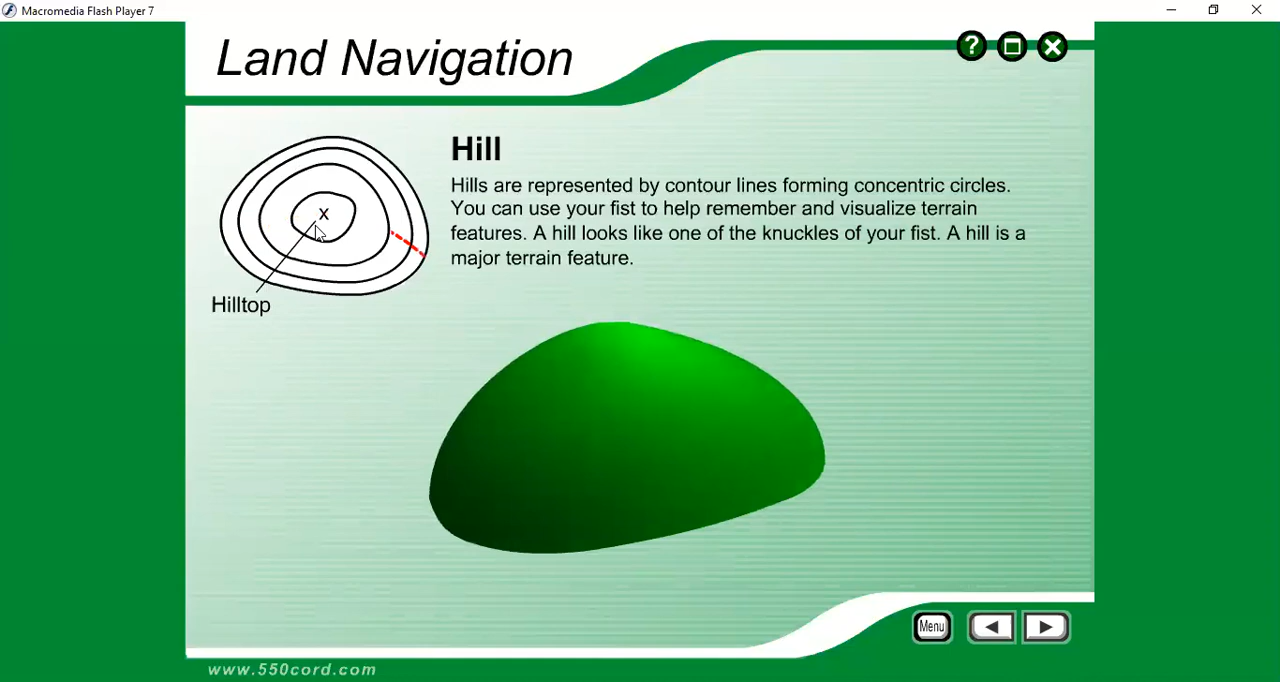 Macromedia Flash Player 7
Land Navigation
?
Hill
Hills are represented by contour lines forming concentric circles.
You can use your fist to help remember and visualize terrain
features. A hill looks like one of the knuckles of your fist. A hill is a
major terrain feature.
x
Hilltop
Menu
www.550cord.com